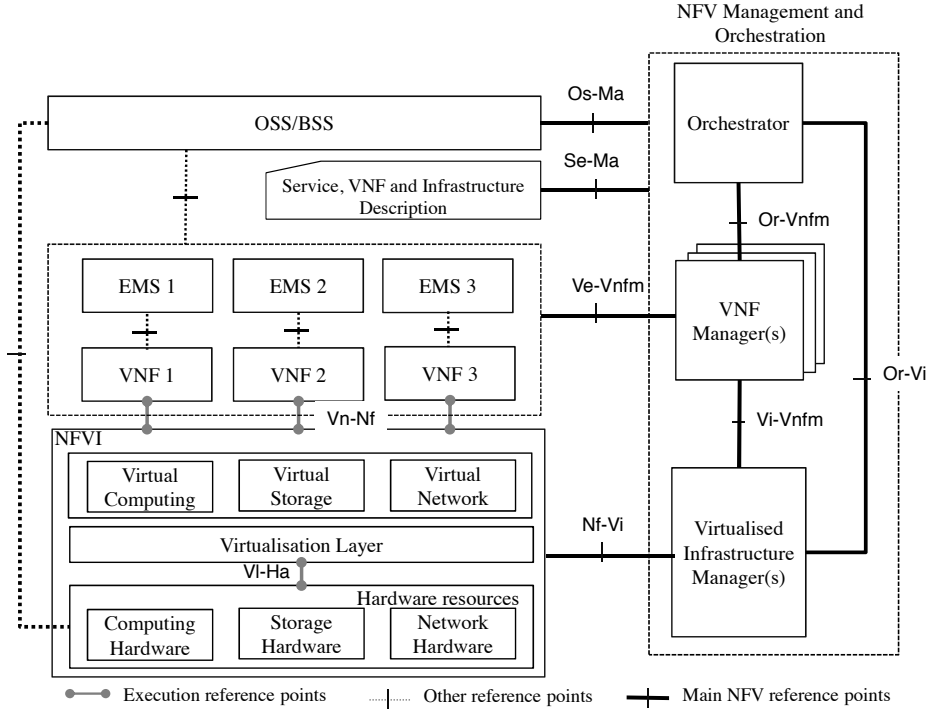 NFV Management and
Orchestration
Os-Ma
OSS/BSS
Orchestrator
Se-Ma
Service, VNF and Infrastructure
Description
Or-Vnfm
EMS 1
EMS 2
EMS 3
Ve-Vnfm
VNF
Manager(s)
VNF 1
VNF 2
VNF 3
Or-Vi
Vn-Nf
Vi-Vnfm
NFVI
Virtual
Computing
Virtual
Storage
Virtual
Network
Nf-Vi
Virtualised
Infrastructure
Manager(s)
Virtualisation Layer
Vl-Ha
Hardware resources
Computing
Hardware
Storage
Hardware
Network
Hardware
Execution reference points
Other reference points
Main NFV reference points